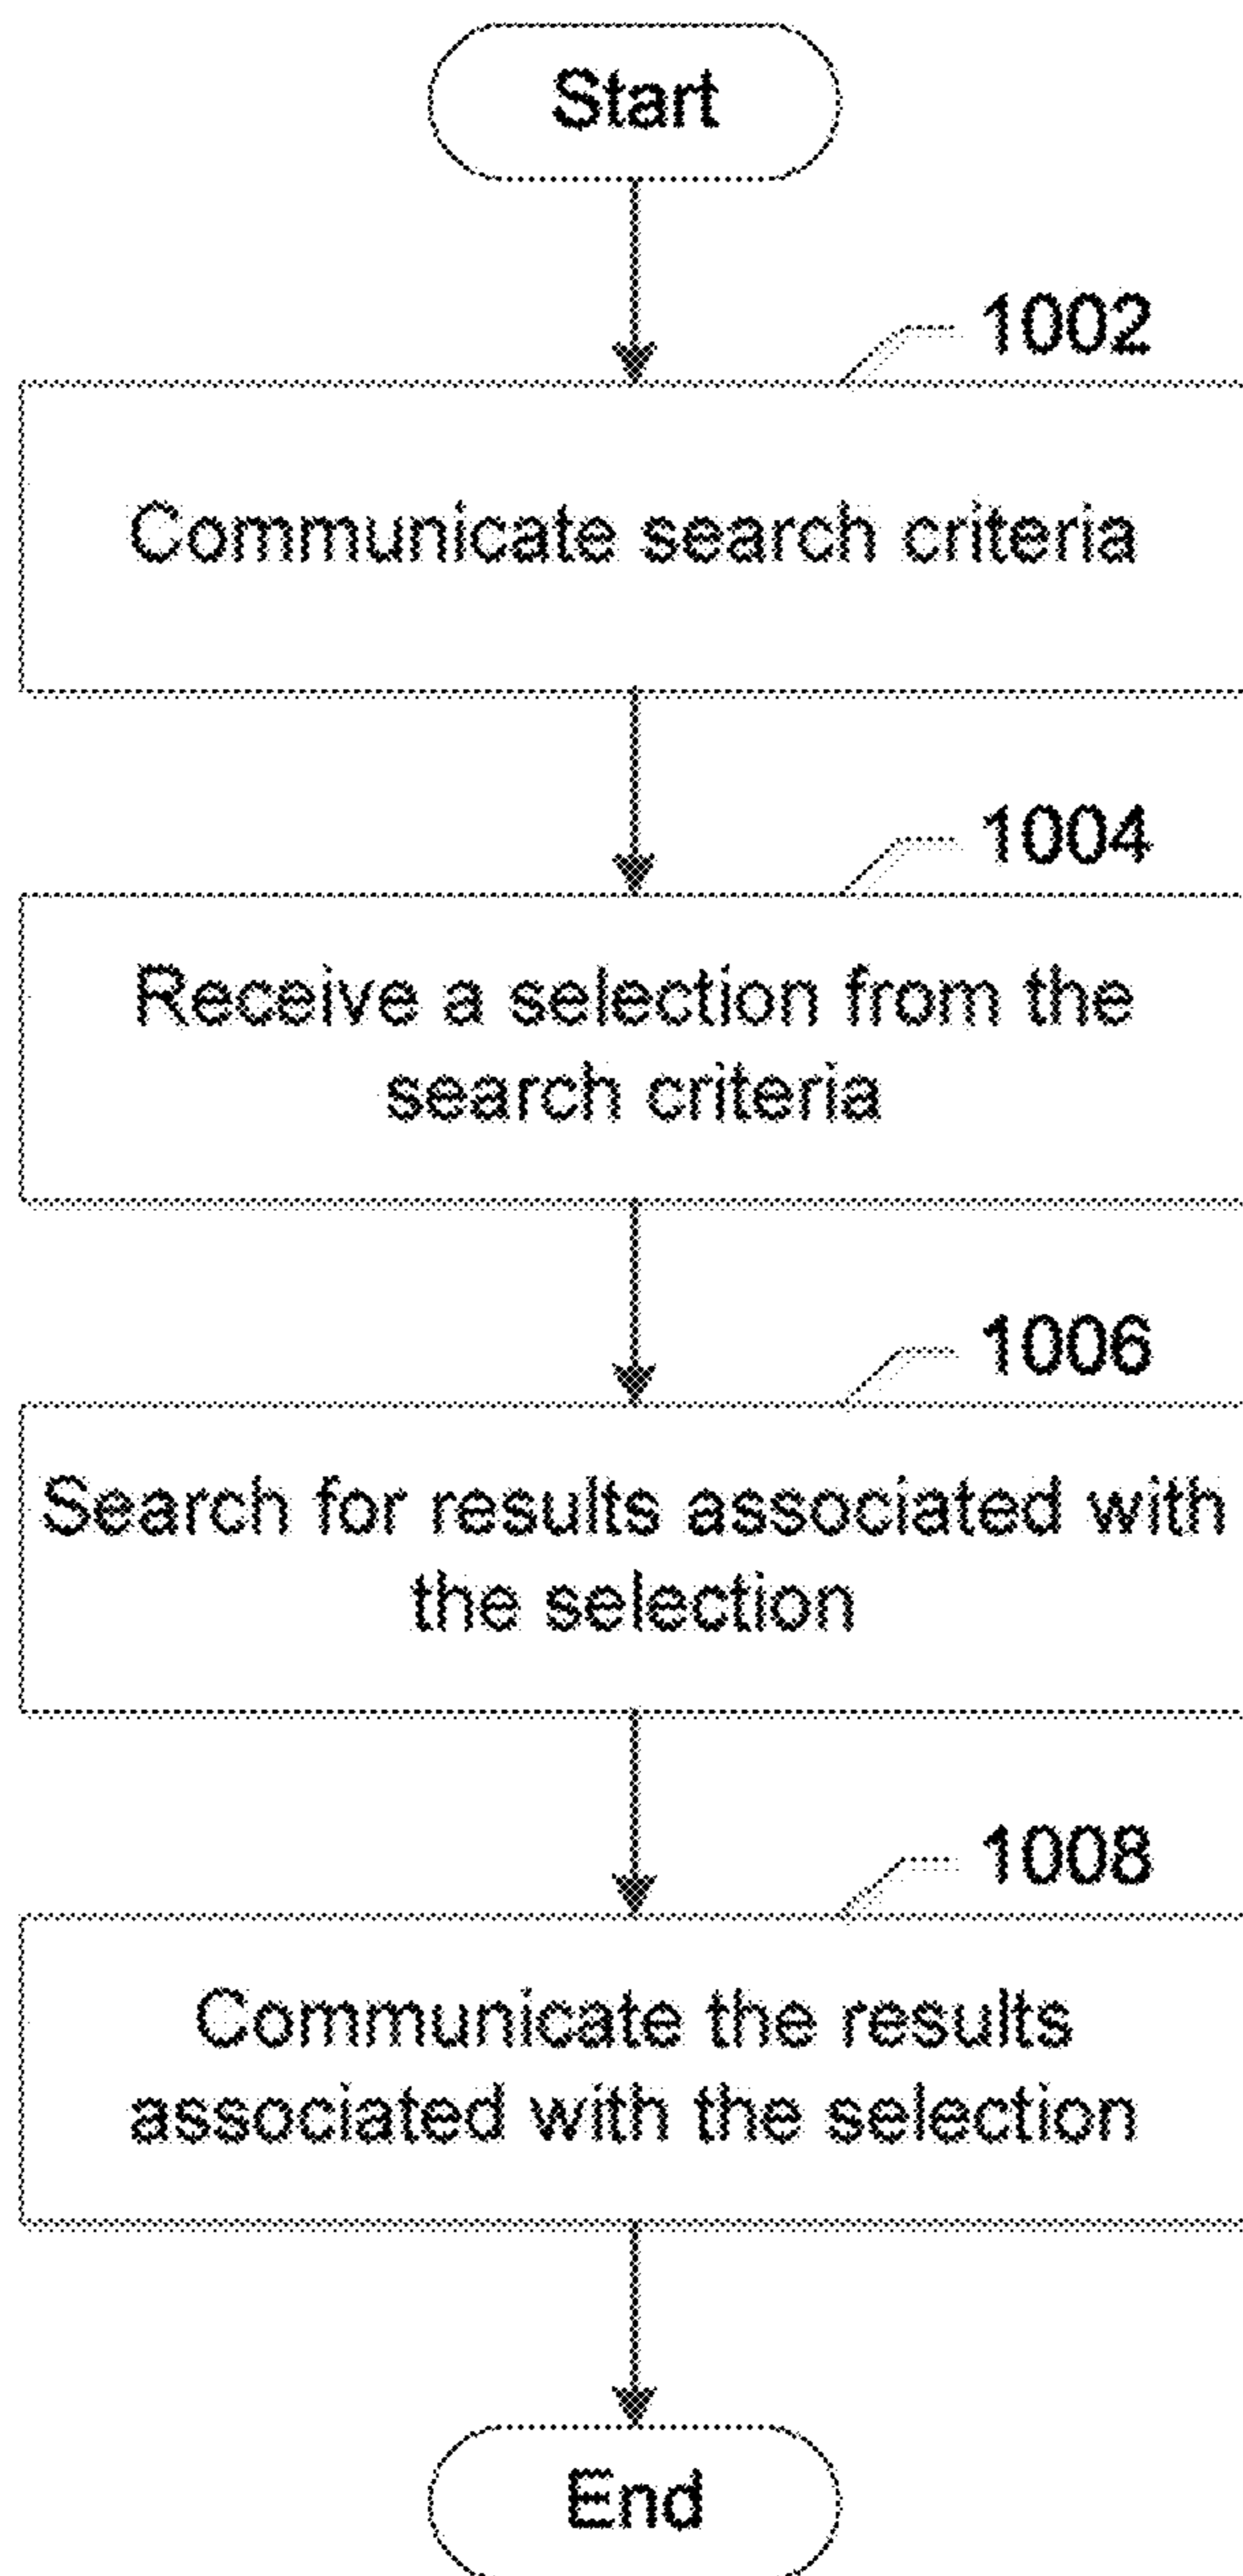 Start
1002
Communicate search criteria
1004
Receive a selection from the
search criteria
1006
Search for results associated with
the selection
1008
Communicate the results
associated with the selection
End